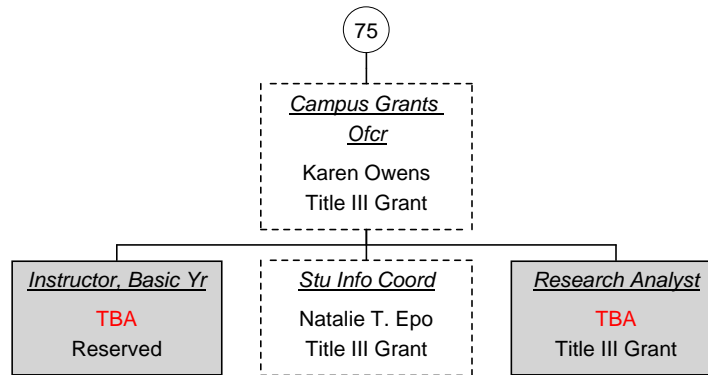 75
Campus Grants
Ofcr
Karen Owens
Title III Grant
Instructor, Basic Yr
TBA
Reserved
Stu Info Coord
Natalie T. Epo
Title III Grant
Research Analyst
TBA
Title III Grant